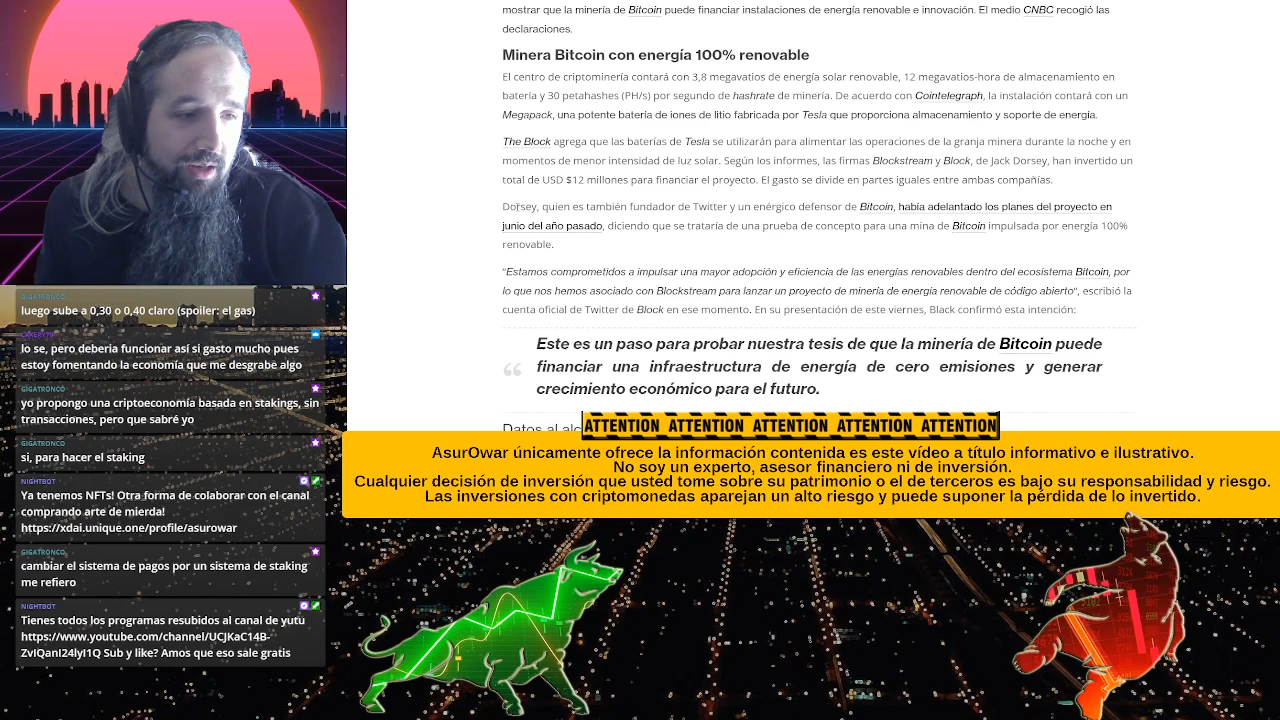 mostrar que la minería de Bitcoin puede financiar instalaciones de energía renovable e innovación. El medio CNBC recogió las
declaraciones.
Minera Bitcoin con energía 100% renovable
El centro de criptominería contará con 3,8 megavatios de energía solar renovable, 12 megavatios-hora de almacenamiento en
batería y 30 petahashes (PH/s) por segundo de hashrate de minería. De acuerdo con Cointelegraph, la instalación contará con un
Megapack, una potente batería de iones de litio fabricada por Tesla que proporciona almacenamiento y soporte de energía.
The Block agrega que las baterías de Tesla se utilizarán para alimentar las operaciones de la granja minera durante la noche y en
momentos de menor intensidad de luz solar. Según los informes, las firmas Blockstream y Block, de Jack Dorsey, han invertido un
total de USD $12 millones para financiar el proyecto. El gasto se divide en partes iguales entre ambas compañías.
Dorsey, quien es también fundador de Twitter y un enérgico defensor de Bitcoin, había adelantado los planes del proyecto en
junio del año pasado, diciendo que se trataría de una prueba de concepto para una mina de Bitcoin impulsada por energía 100%
renovable.
"Estamos comprometidos a impulsar una mayor adopción y eficiencia de las energías renovables dentro del ecosistema Bitcoin, por
lo que nos hemos asociado con Blockstream para lanzar un proyecto de minería de energía renovable de código abierto", escribió la
cuenta oficial de Twitter de Block en ese momento. En su presentación de este viernes, Black confirmó esta intención:
Este es un paso para probar nuestra tesis de que la minería de Bitcoin puede
financiar una infraestructura de energía de cero emisiones y generar
crecimiento económico para el futuro.
Datos al
ATTENTION ATTENTION ATTENTION ATTENTION ATTENTION
AsurOwar únicamente ofrece la información contenida es este vídeo a título informativo e ilustrativo.
No soy un experto, asesor financiero ni de inversión.
Cualquier decisión de inversión que usted tome sobre su patrimonio o el de terceros es bajo su responsabilidad y riesgo.
Las inversiones con criptomonedas aparejan un alto riesgo y puede suponer la pérdida de lo invertido.
GIGATRONCO
luego sube a 0,30 o 0,40 claro (spoiler: el gas)
lo se, pero deberia funcionar así si gasto mucho pues
estoy fomentando la economía que me desgrabe algo
GIGATRONCO
yo propongo una criptoeconomía basada en stakings, sin
transacciones, pero que sabré yo
GIGATRONCO
si, para hacer el staking
NIGHTBOT
Ya tenemos NFTs! Otra forma de colaborar con el canal
comprando arte de mierda!
https://xdai.unique.one/profile/asurowar
GIGATRONCO
cambiar el sistema de pagos por un sistema de staking
me refiero
NIGHTBOT
Tienes todos los programas resubidos al canal de yutu
https://www.youtube.com/channel/UCJKaC14B-
ZvIQanI24lyI1Q Sub y like? Amos que eso sale gratis